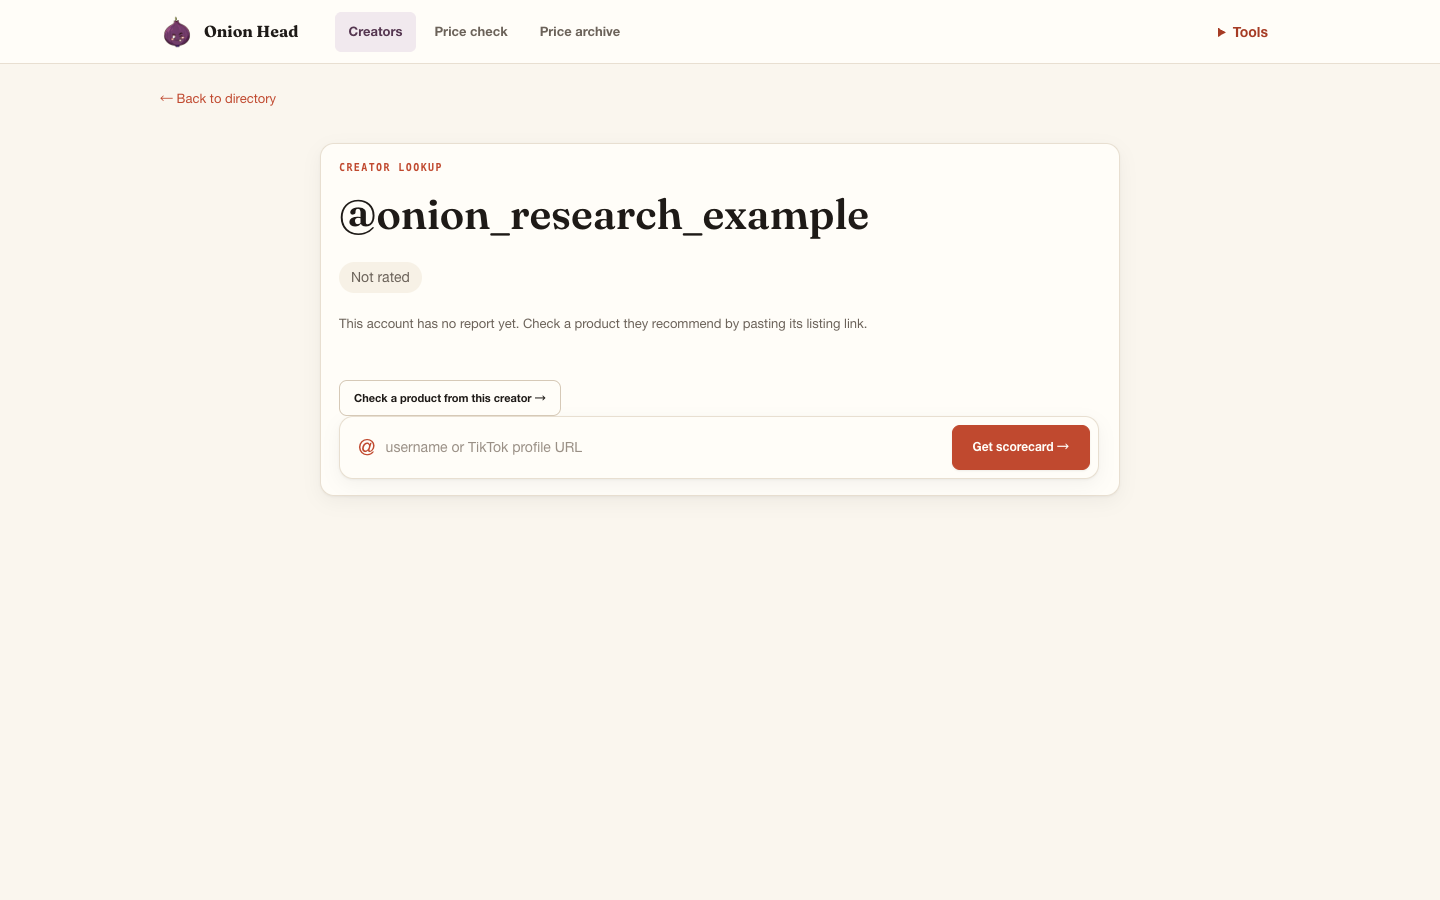 Onion Head
Creators
Price check
Price archive
▶ Tools
← Back to directory
CREATOR LOOKUP
@onion_research_example
Not rated
This account has no report yet. Check a product they recommend by pasting its listing link.
Check a product from this creator →
@ username or TikTok profile URL
Get scorecard →